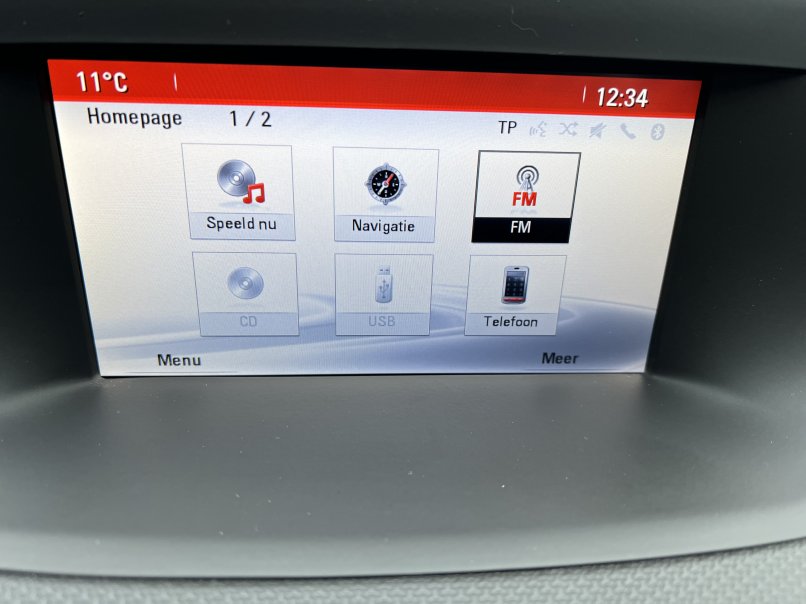 11°C 12:34
Homepage 1 / 2 TP
Speeld nu Navigatie FM FM
CD USB Telefoon
Menu Meer